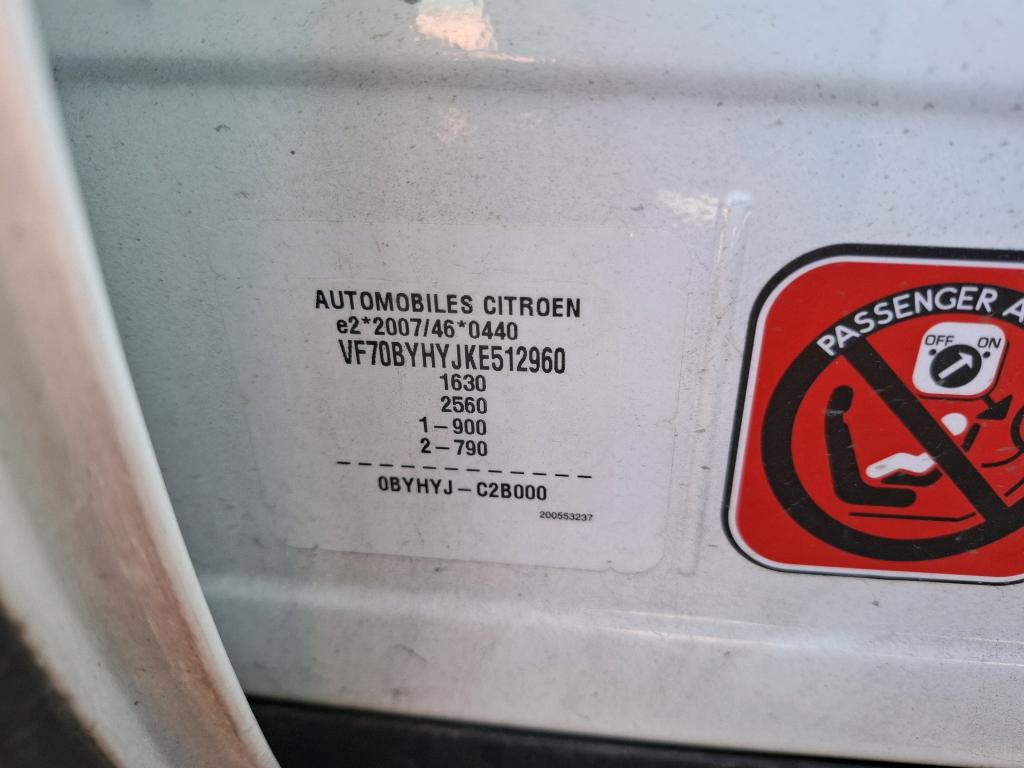 AUTOMOBILES CITROEN
e2*2007/46*0440
VF70BYHYJKE512960
1630
2560
1-900
2-790
0BYHYJ-C2B000
200553237
PASSENGER
OFF ON